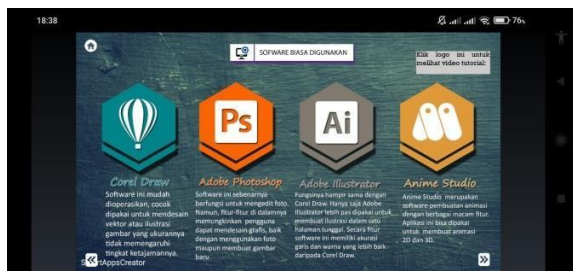 18:38
76%
SOFWARE BIASA DIGUNAKAN
Klik logo ini untuk
melihat video tutorial:
Ps
Ai
Corel Draw
Software ini mudah
dioperasikan, cocok
dipakai untuk mendesain
vektor atau ilustrasi
gambar yang ukurannya
tidak memengaruhi
tingkat ketajamannya.
Adobe Photoshop
Software ini sebenarnya
berfungsi untuk mengedit foto.
Namun, fitur-fitur di dalamnya
memungkinkan pengguna
dapat mendesain grafis, baik
dengan menggunakan foto
maupun membuat gambar
baru.
Adobe Illustrator
Fungsinya hampir sama dengan
Corel Draw. Hanya saja Adobe
Illustrator lebih pas dipakai untuk
membuat ilustrasi dalam satu
halaman tunggal. Secara fitur
software ini memiliki akurasi
garis dan warna yang lebih baik
daripada Corel Draw.
Anime Studio
Anime Studio merupakan
software pembuatan animasi
dengan berbagai macam fitur.
Aplikasi ini bisa dipakai
untuk membuat animasi
2D dan 3D.